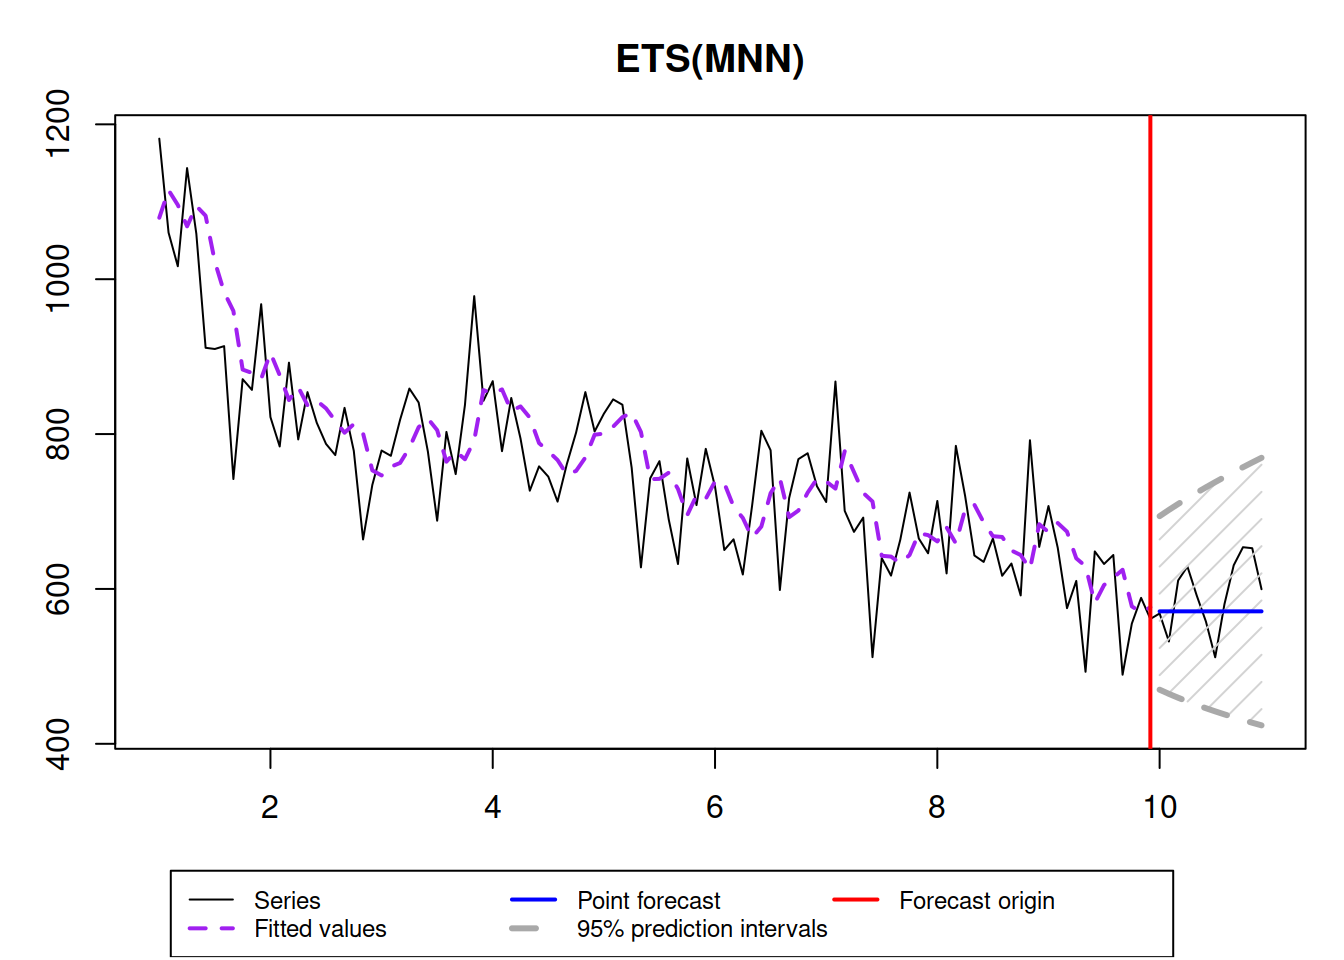 ETS(MNN)
1200
1000
800
600
400
2 4 6 8 10
Series Point forecast Forecast origin
Fitted values 95% prediction intervals